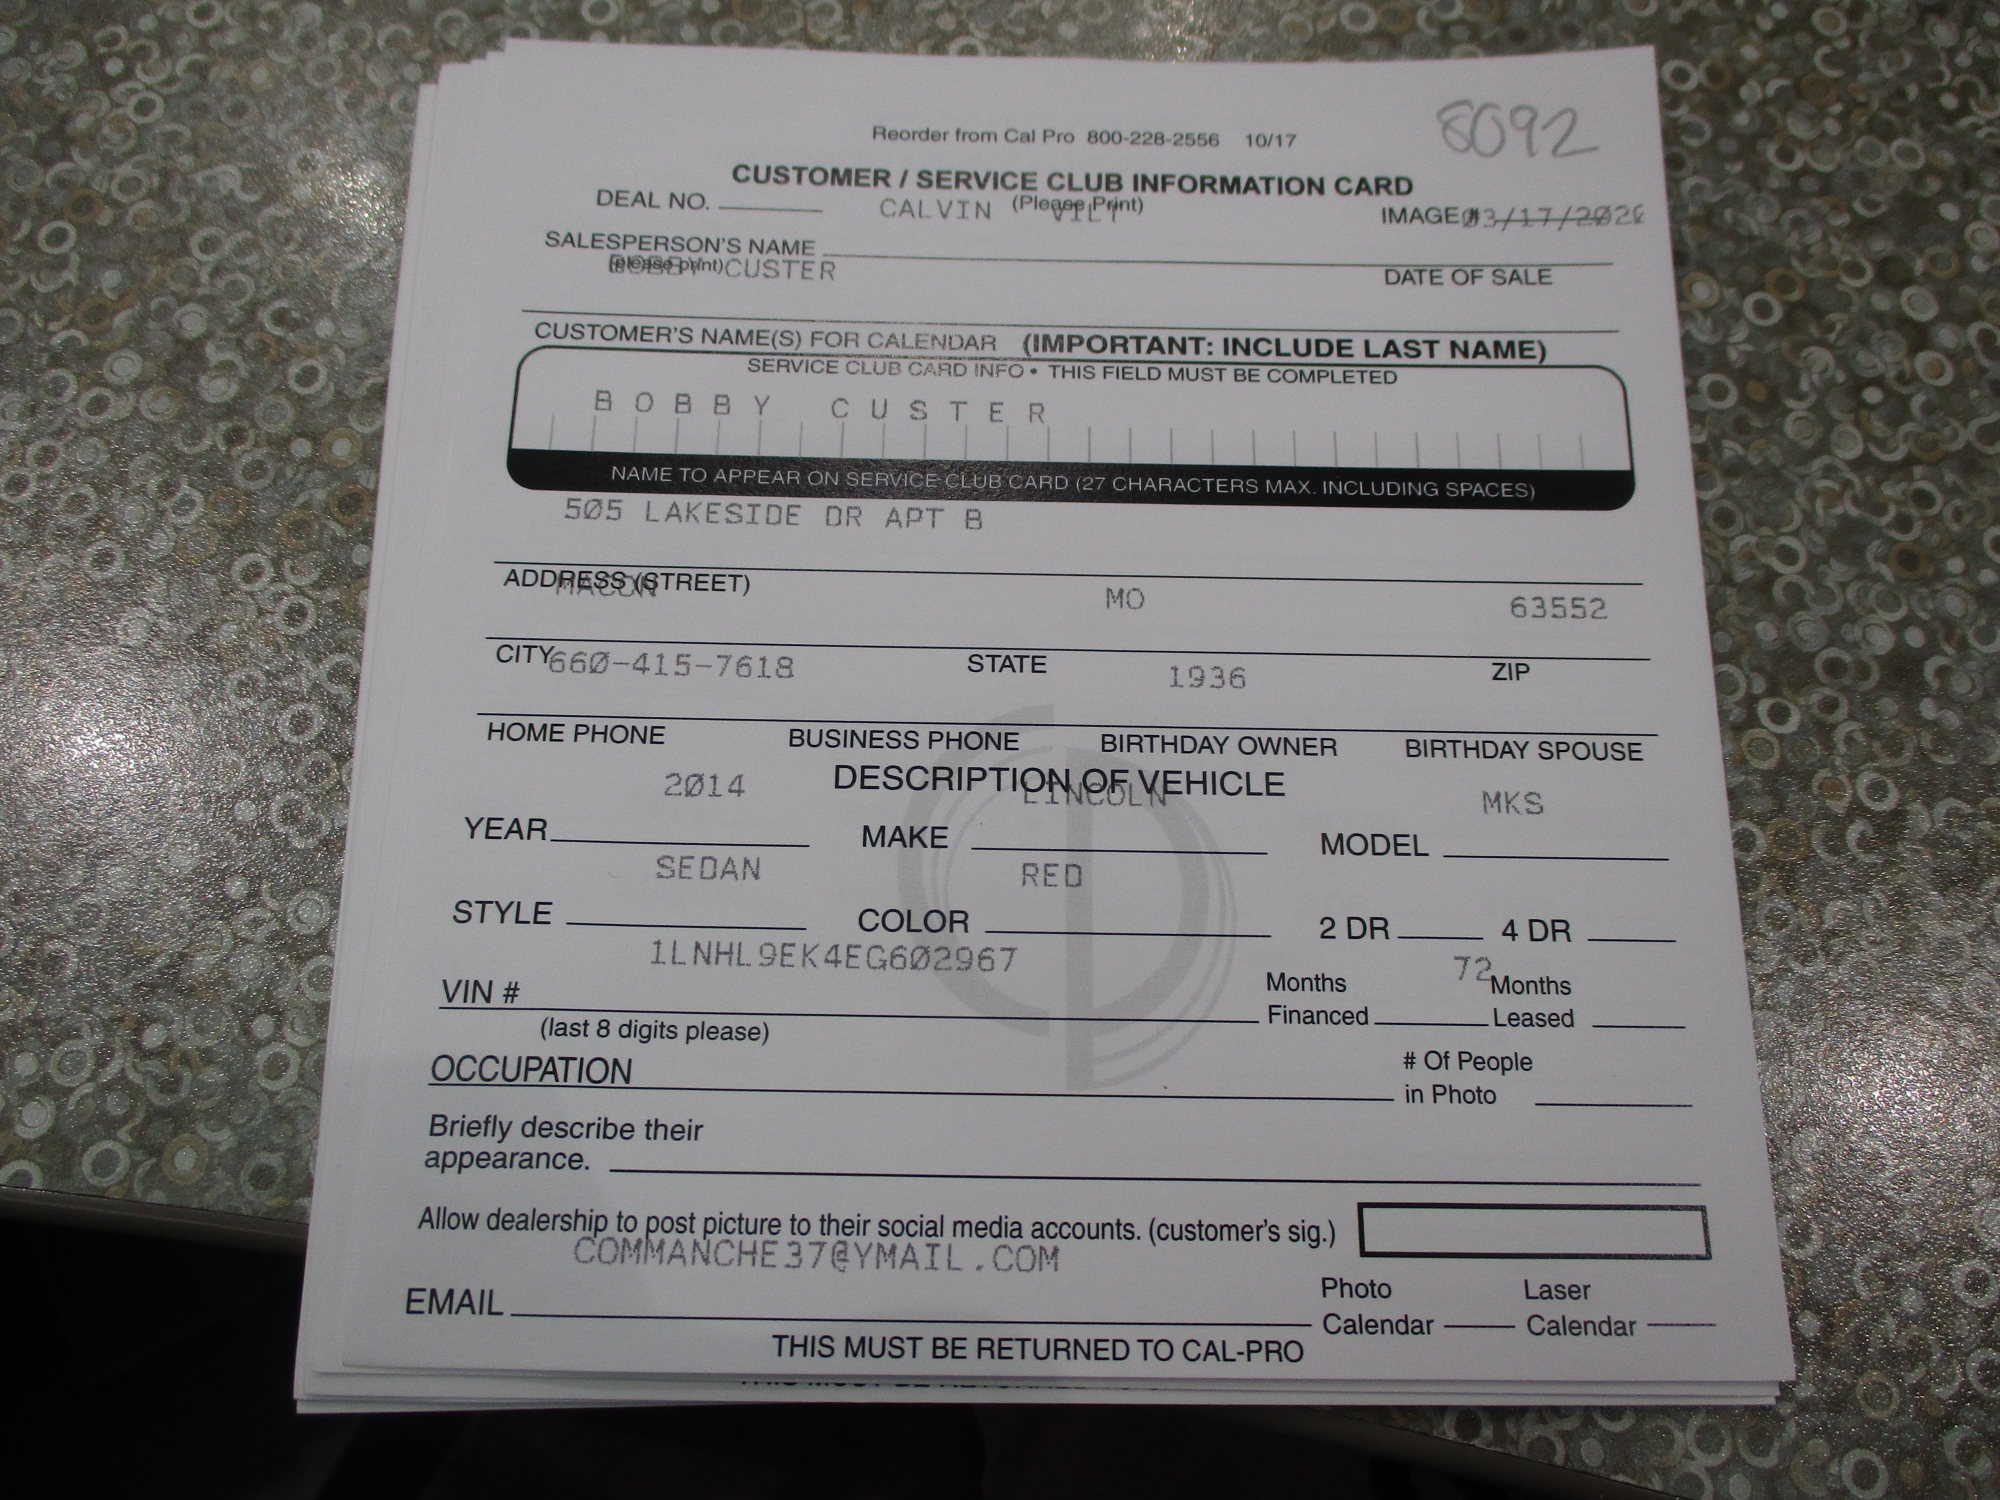 8092
Reorder from Cal Pro 800-228-2556 10/17
CUSTOMER / SERVICE CLUB INFORMATION CARD
DEAL NO. CALVIN VILT (Please Print) IMAGE # 03/17/2020
SALESPERSON'S NAME
(please print) BOBBY CUSTER DATE OF SALE
CUSTOMER'S NAME(S) FOR CALENDAR (IMPORTANT: INCLUDE LAST NAME)
SERVICE CLUB CARD INFO • THIS FIELD MUST BE COMPLETED
BOBBY CUSTER
NAME TO APPEAR ON SERVICE CLUB CARD (27 CHARACTERS MAX. INCLUDING SPACES)
505 LAKESIDE DR APT B
ADDRESS (STREET)
MACON MO 63552
CITY STATE ZIP
660-415-7618 1936
HOME PHONE BUSINESS PHONE BIRTHDAY OWNER BIRTHDAY SPOUSE
DESCRIPTION OF VEHICLE
2014 LINCOLN MKS
YEAR MAKE MODEL
SEDAN RED
STYLE COLOR 2 DR 4 DR
1LNHL9EK4EG602967 72
VIN # Months Financed Months Leased
(last 8 digits please)
OCCUPATION # Of People in Photo
Briefly describe their
appearance.
Allow dealership to post picture to their social media accounts. (customer's sig.)
COMMANCHE37@YMAIL.COM
EMAIL Photo Calendar Laser Calendar
THIS MUST BE RETURNED TO CAL-PRO